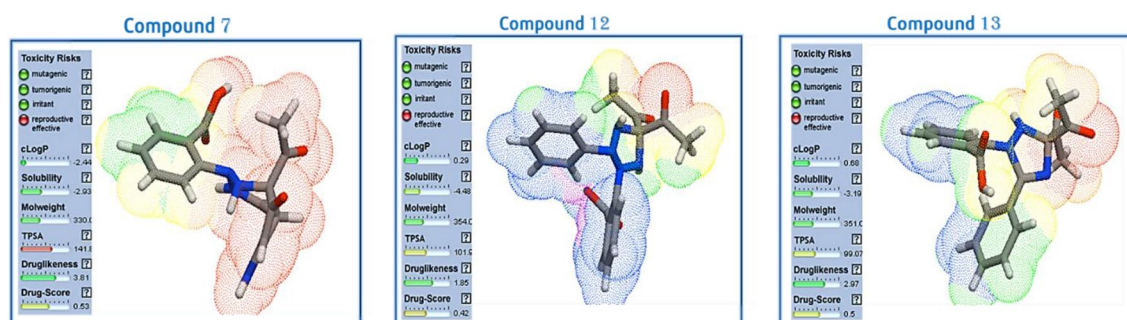 Compound 7
Toxicity Risks ?
mutagenic ?
tumorigenic ?
irritant ?
reproductive ?
effective
cLogP ?
-2.44
Solubility ?
-2.93
Molweight ?
330.0
TPSA ?
141.8
Druglikeness ?
3.81
Drug-Score ?
0.53
Compound 12
Toxicity Risks
mutagenic ?
tumorigenic ?
irritant ?
reproductive ?
effective
cLogP ?
0.29
Solubility ?
-4.48
Molweight ?
354.0
TPSA ?
101.9
Druglikeness ?
1.85
Drug-Score ?
0.42
Compound 13
Toxicity Risks
mutagenic ?
tumorigenic ?
irritant ?
reproductive ?
effective
cLogP ?
0.68
Solubility ?
-3.19
Molweight ?
351.0
TPSA ?
99.07
Druglikeness ?
2.97
Drug-Score ?
0.5